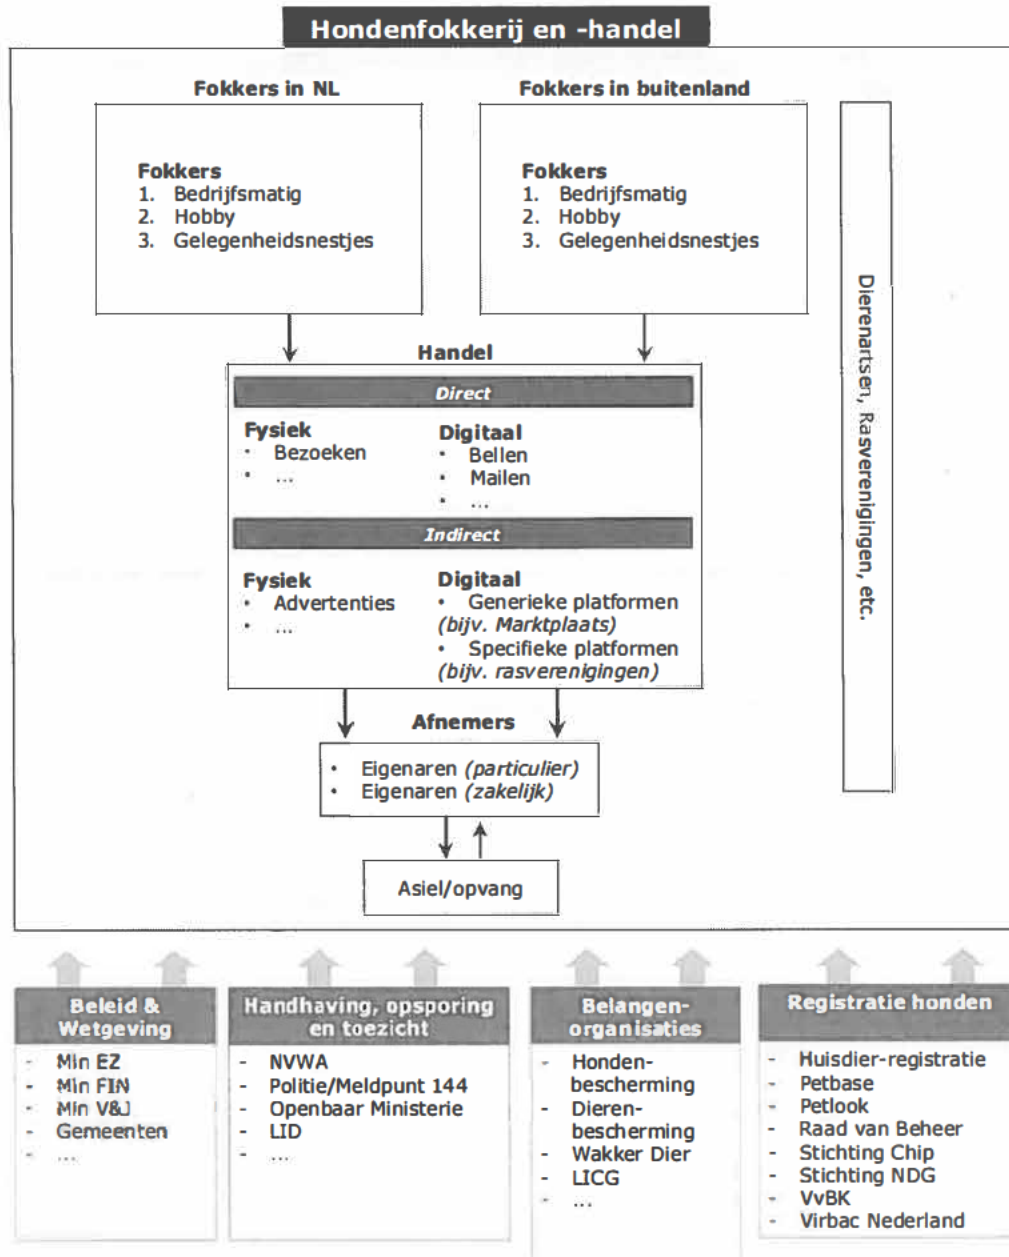 Hondenfokkerij en -handel
Fokkers in NL
Fokkers
1. Bedrijfsmatig
2. Hobby
3. Gelegenheidsnestjes
Fokkers in buitenland
Fokkers
1. Bedrijfsmatig
2. Hobby
3. Gelegenheidsnestjes
Dierenartsen, Rasverenigingen, etc.
Handel
Direct
Fysiek
• Bezoeken
• ...
Digitaal
• Bellen
• Mailen
• ...
Indirect
Fysiek
• Advertenties
• ...
Digitaal
• Generieke platformen
(bijv. Marktplaats)
• Specifieke platformen
(bijv. rasverenigingen)
Afnemers
• Eigenaren (particulier)
• Eigenaren (zakelijk)
Asiel/opvang
Beleid &
Wetgeving
- Min EZ
- Min FIN
- Min V&J
- Gemeenten
- ...
Handhaving, opsporing
en toezicht
- NVWA
- Politie/Meldpunt 144
- Openbaar Ministerie
- LID
- ...
Belangen-
organisaties
- Honden-
bescherming
- Dieren-
bescherming
- Wakker Dier
- LICG
- ...
Registratie honden
- Huisdier-registratie
- Petbase
- Petlook
- Raad van Beheer
- Stichting Chip
- Stichting NDG
- VvBK
- Virbac Nederland